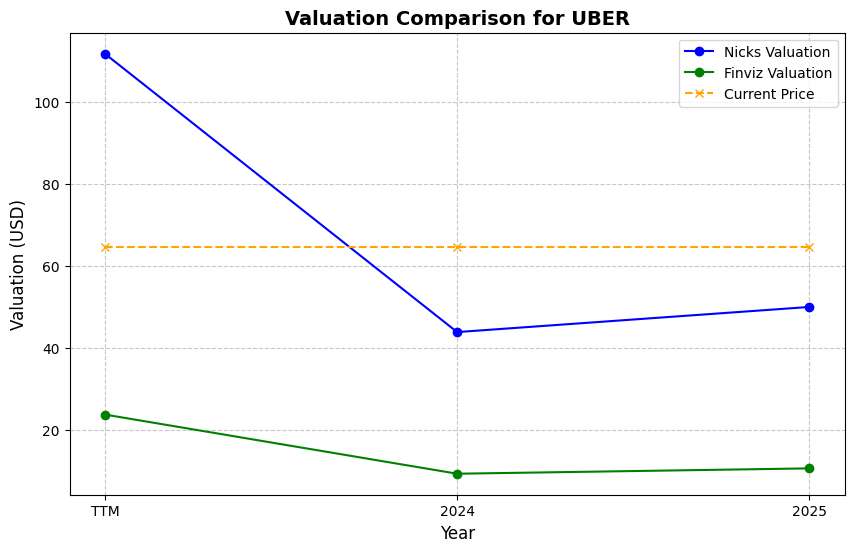 Valuation Comparison for UBER
Nicks Valuation
Finviz Valuation
Current Price
100
80
60
40
20
Valuation (USD)
TTM
2024
2025
Year